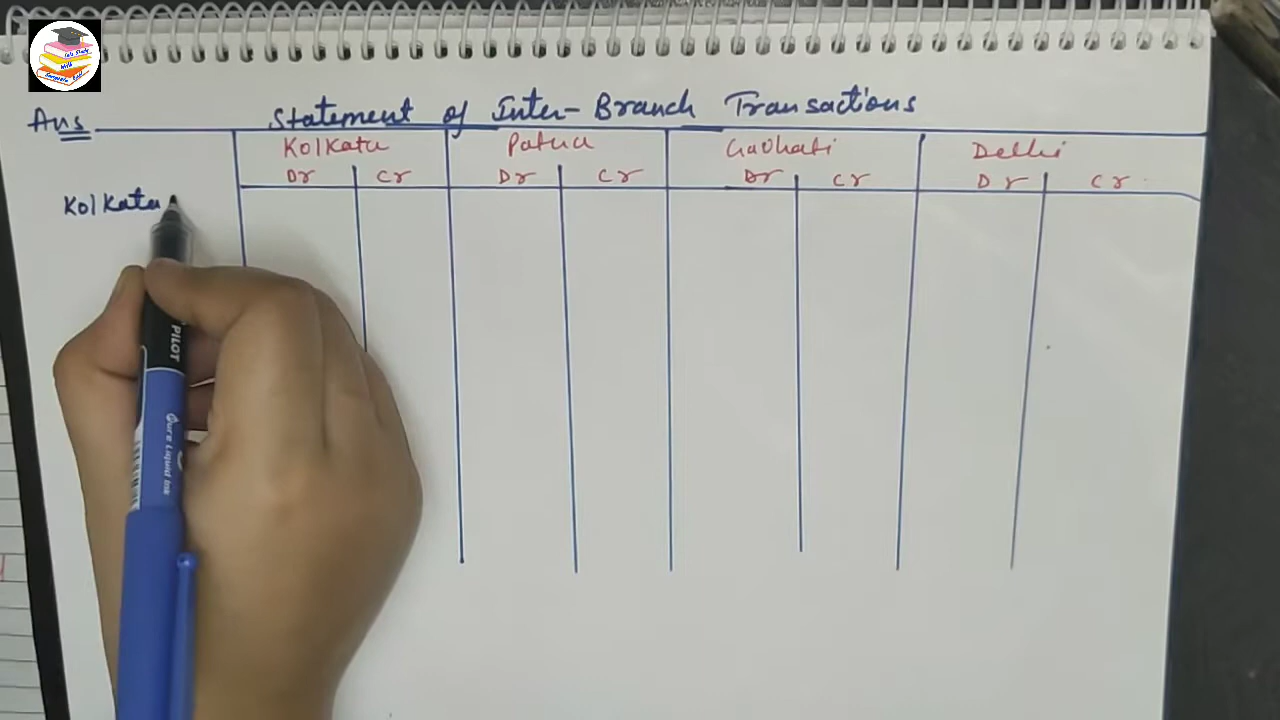 Ans
Statement of Inter-Branch Transactions
Kolkata Patna Gauhati Delhi
Dr Cr Dr Cr Dr Cr Dr Cr
Kolkata
PILOT